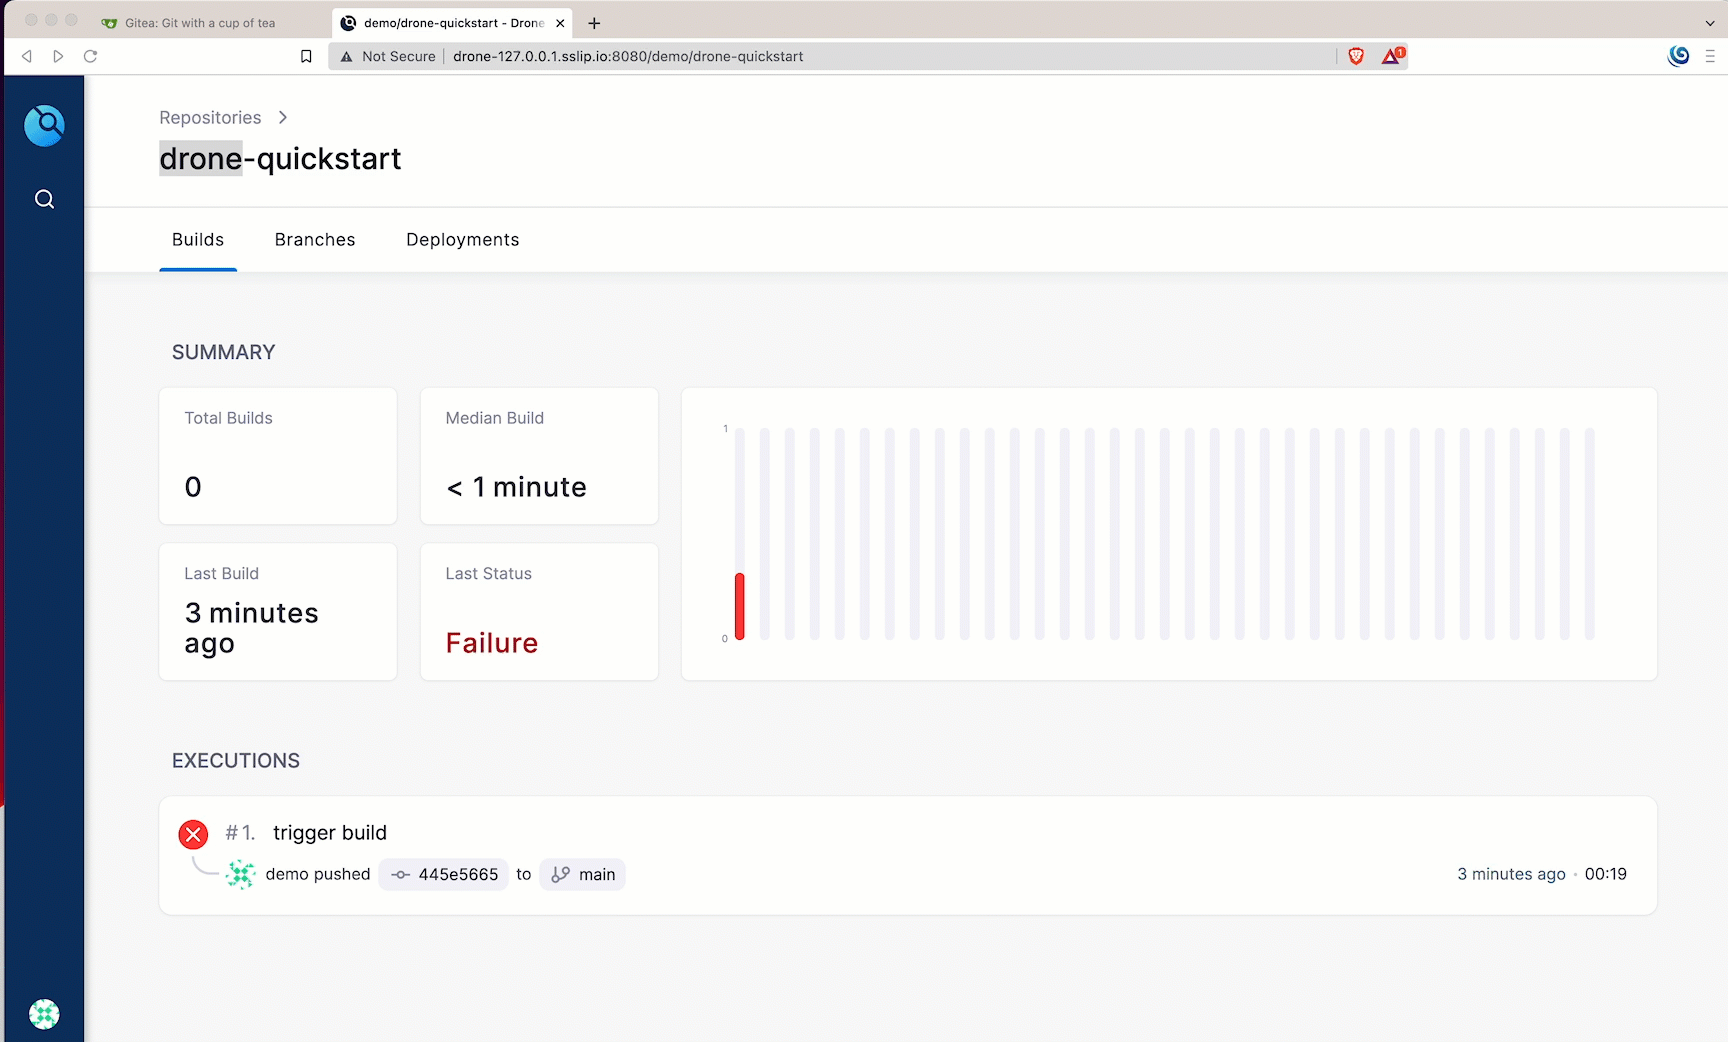 Gitea: Git with a cup of tea
demo/drone-quickstart - Drone
Not Secure
drone-127.0.0.1.sslip.io:8080/demo/drone-quickstart
1
Repositories
drone-quickstart
Builds
Branches
Deployments
SUMMARY
Total Builds
0
Median Build
< 1 minute
Last Build
3 minutes
ago
Last Status
Failure
1
0
EXECUTIONS
#1. trigger build
demo pushed 445e5665 to main
3 minutes ago • 00:19